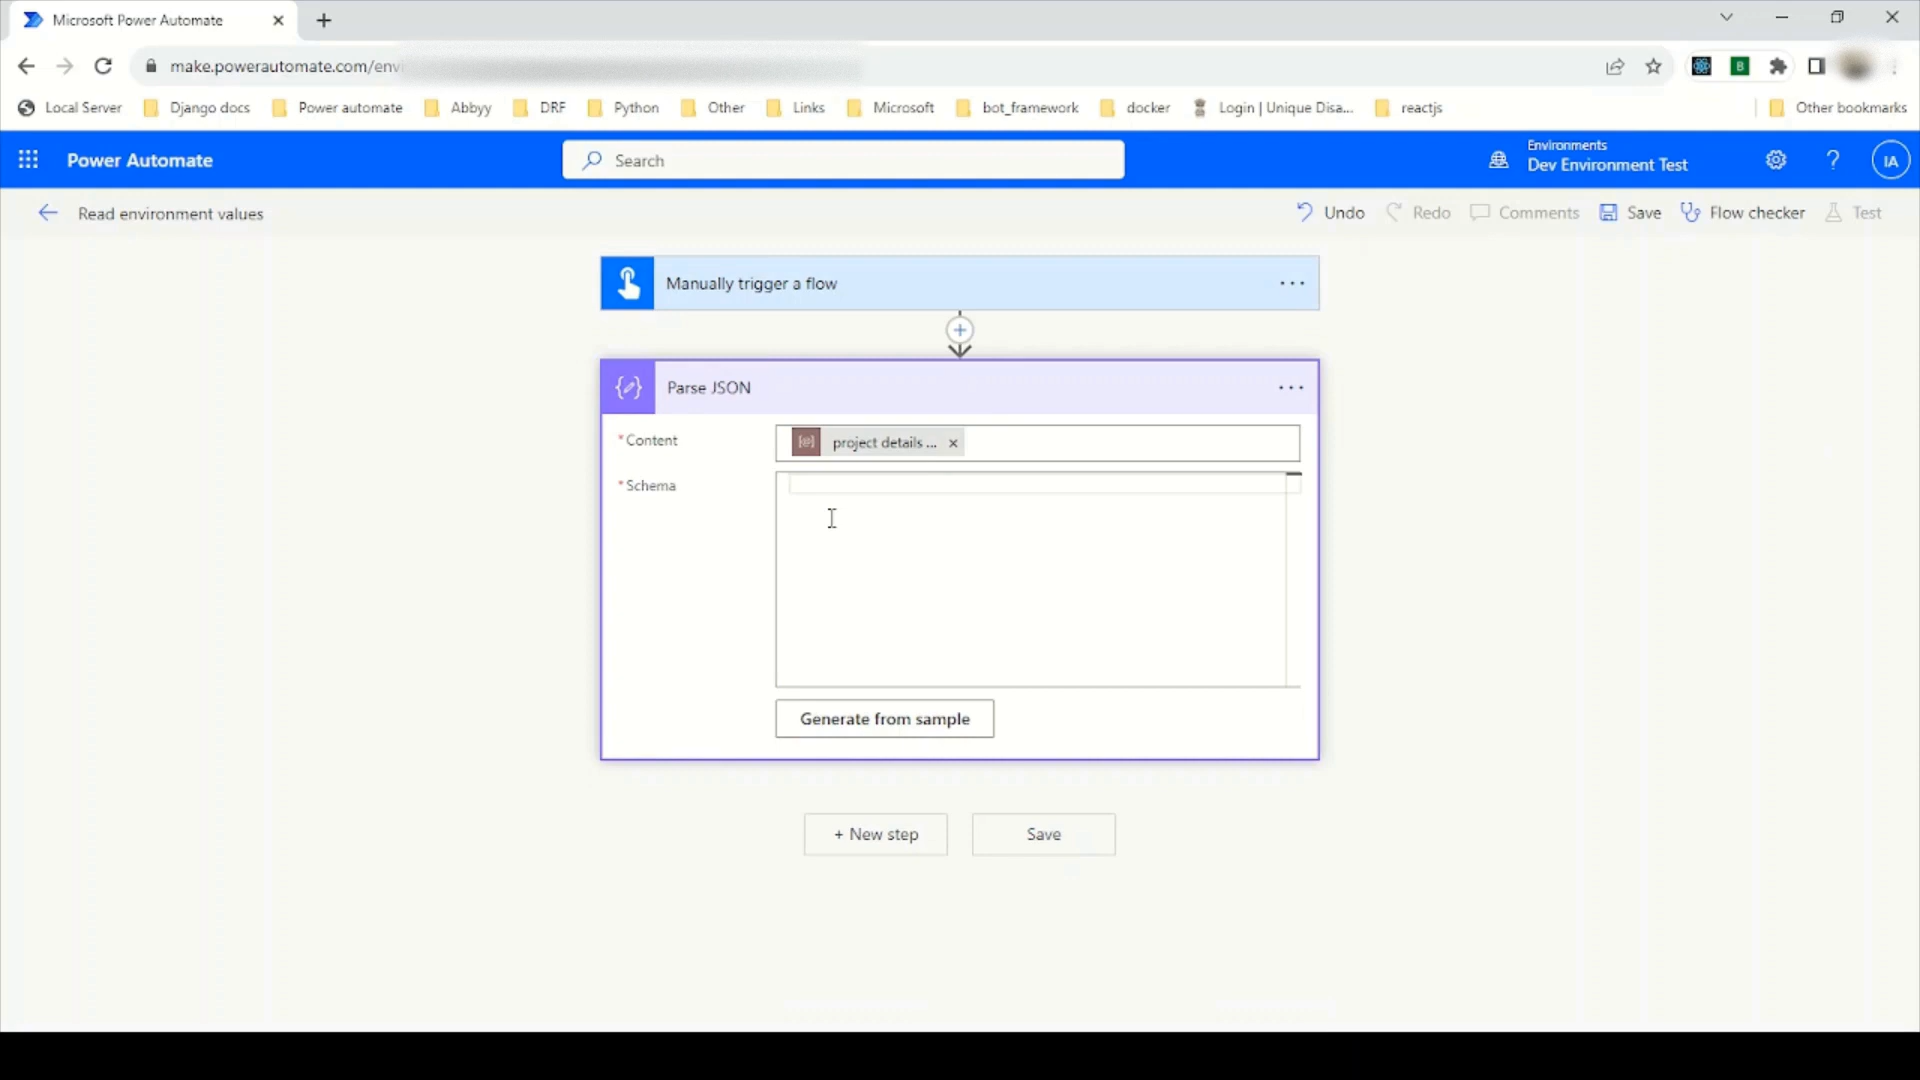 Microsoft Power Automate
make.powerautomate.com/envi
B
Local Server Django docs Power automate Abbyy DRF Python Other Links Microsoft bot_framework docker Login | Unique Disa... reactjs Other bookmarks
Power Automate
Search
Environments
Dev Environment Test
?
IA
Read environment values
Undo Redo Comments Save Flow checker Test
Manually trigger a flow
Parse JSON
*Content
project details ...
*Schema
Generate from sample
+ New step
Save